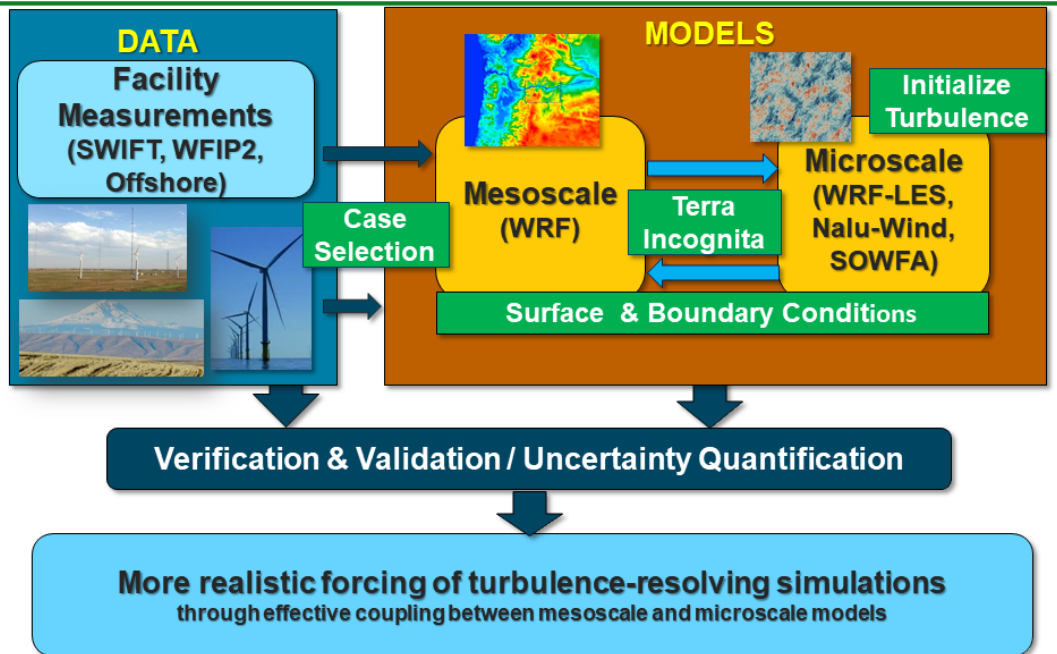 DATA
Facility
Measurements
(SWIFT, WFIP2,
Offshore)
Case
Selection
MODELS
Mesoscale
(WRF)
Terra
Incognita
Initialize
Turbulence
Microscale
(WRF-LES,
Nalu-Wind,
SOWFA)
Surface & Boundary Conditions
Verification & Validation / Uncertainty Quantification
More realistic forcing of turbulence-resolving simulations
through effective coupling between mesoscale and microscale models